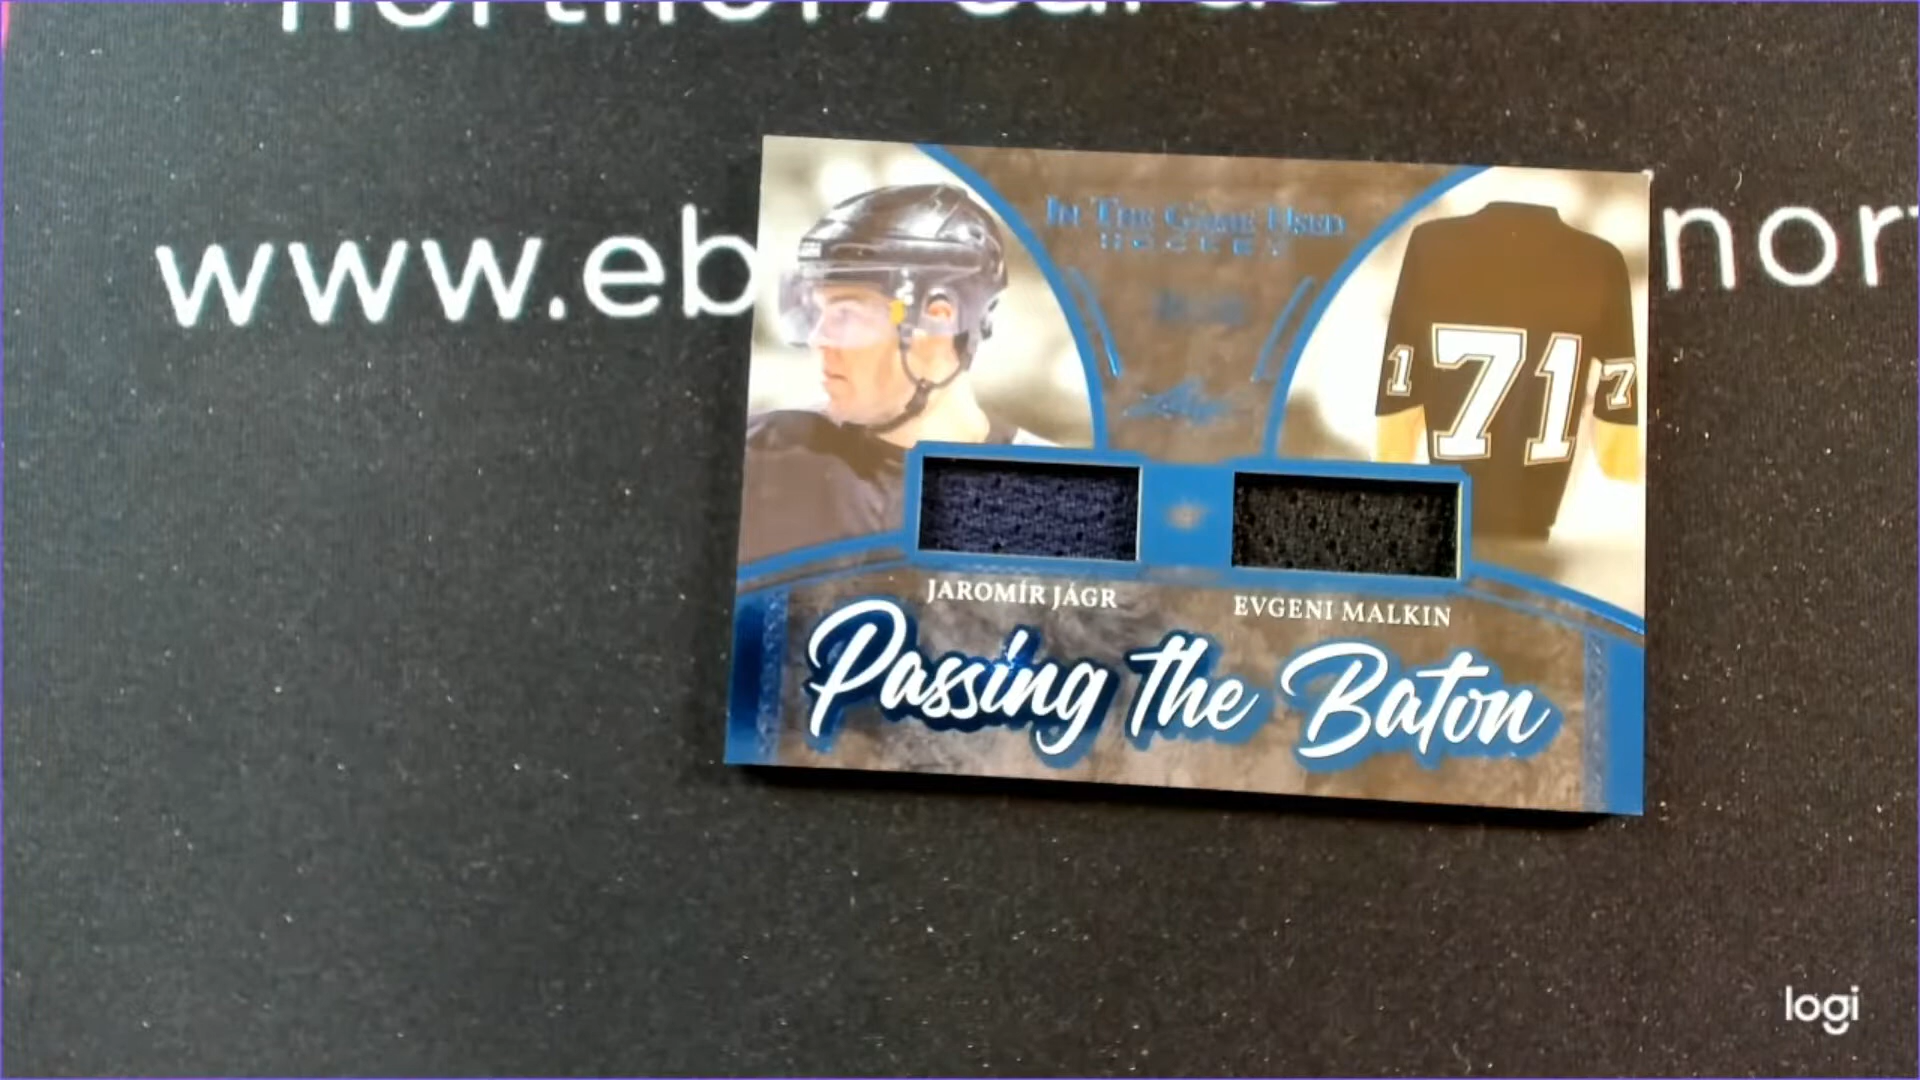 www.eb
nor
IN THE GAME USED
HOCKEY
Leaf
1 71 7
JAROMÍR JÁGR
EVGENI MALKIN
Passing the Baton
logi